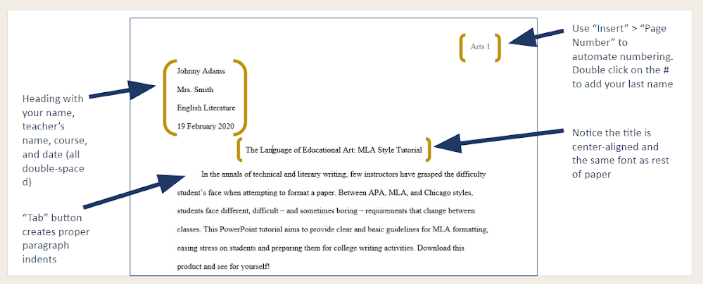 Use "Insert" > "Page
Number" to
automate numbering.
Double click on the #
to add your last name
Arts 1
Johnny Adams
Mrs. Smith
English Literature
19 February 2020
Heading with
your name,
teacher's
name, course,
and date (all
double-space
d)
Notice the title is
center-aligned and
the same font as rest
of paper
The Language of Educational Art: MLA Style Tutorial
"Tab" button
creates proper
paragraph
indents
In the annals of technical and literary writing, few instructors have grasped the difficulty
student's face when attempting to format a paper. Between APA, MLA, and Chicago styles,
students face different, difficult – and sometimes boring – requirements that change between
classes. This PowerPoint tutorial aims to provide clear and basic guidelines for MLA formatting,
easing stress on students and preparing them for college writing activities. Download this
product and see for yourself!